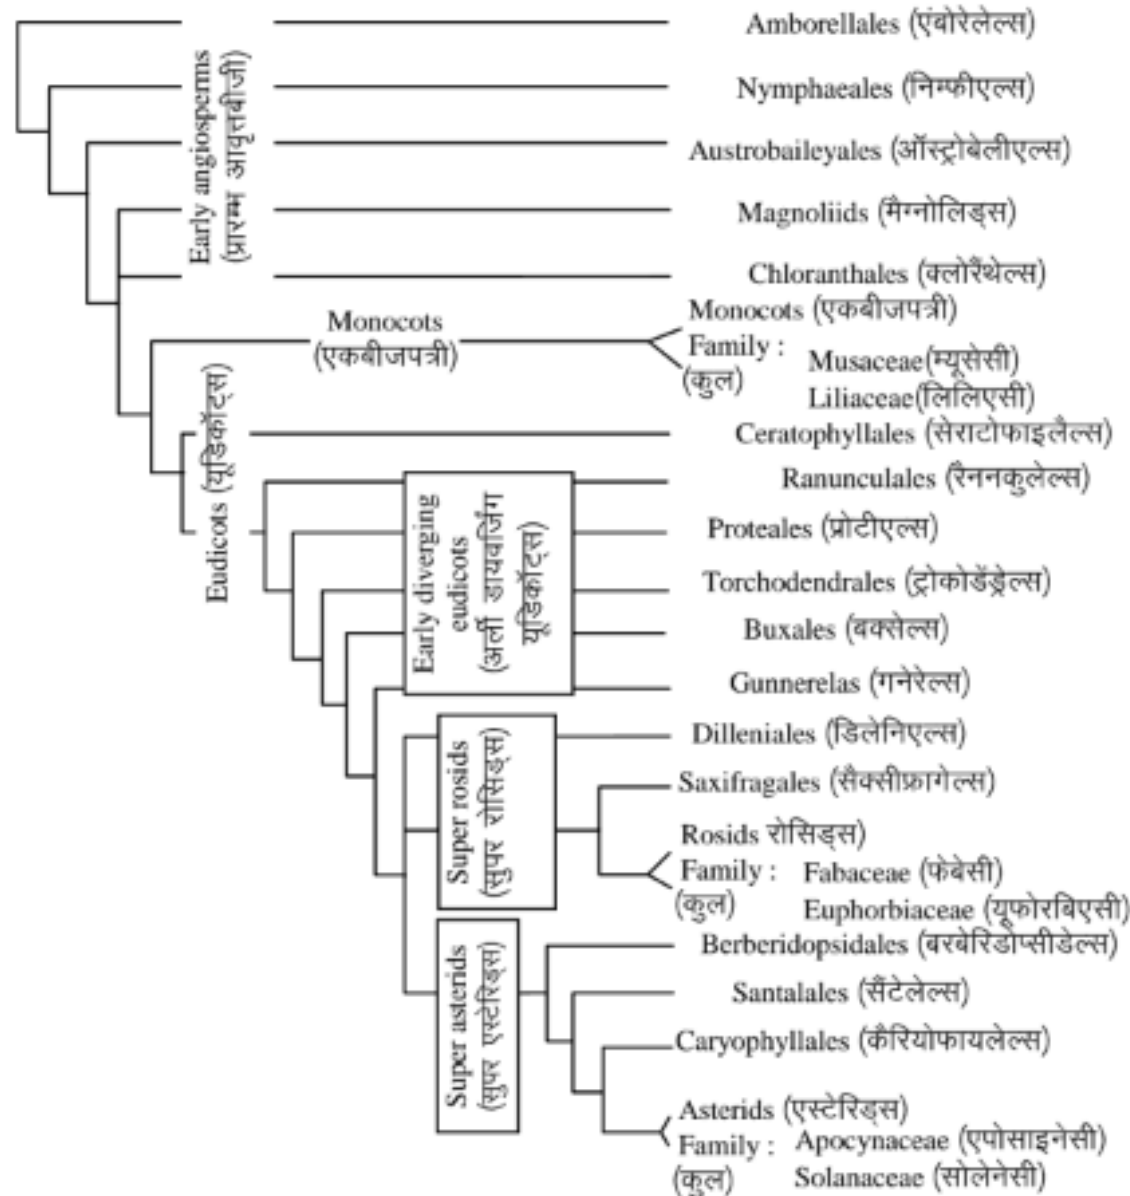 Amborellales (एंबोरेलेल्स)
Early angiosperms
(प्रारम्भ आवृत्तबीजी)
Nymphaeales (निम्फीएल्स)
Austrobaileyales (ऑस्ट्रोबेलीएल्स)
Magnoliids (मैग्नोलिड्स)
Chloranthales (क्लोरैंथेल्स)
Monocots
(एकबीजपत्री)
Monocots (एकबीजपत्री)
Family :
(कुल)
Musaceae(म्यूसेसी)
Liliaceae(लिलिएसी)
Eudicots (यूडिकॉट्स)
Ceratophyllales (सेराटोफाइलैल्स)
Early diverging
eudicots
(अर्ली डायवर्जिंग
यूडिकॉट्स)
Ranunculales (रैननकुलेल्स)
Proteales (प्रोटीएल्स)
Torchodendrales (ट्रोकोडेंड्रेल्स)
Buxales (बक्सेल्स)
Gunnerelas (गनेरेल्स)
Super rosids
(सुपर रोसिड्स)
Dilleniales (डिलेनिएल्स)
Saxifragales (सैक्सीफ्रागेल्स)
Rosids रोसिड्स)
Family :
(कुल)
Fabaceae (फेबेसी)
Euphorbiaceae (यूफोरबिएसी)
Super asterids
(सुपर एस्टेरिड्स)
Berberidopsidales (बरबेरिडोप्सीडेल्स)
Santalales (सैंटेलेल्स)
Caryophyllales (कैरियोफायलेल्स)
Asterids (एस्टेरिड्स)
Family :
(कुल)
Apocynaceae (एपोसाइनेसी)
Solanaceae (सोलेनेसी)